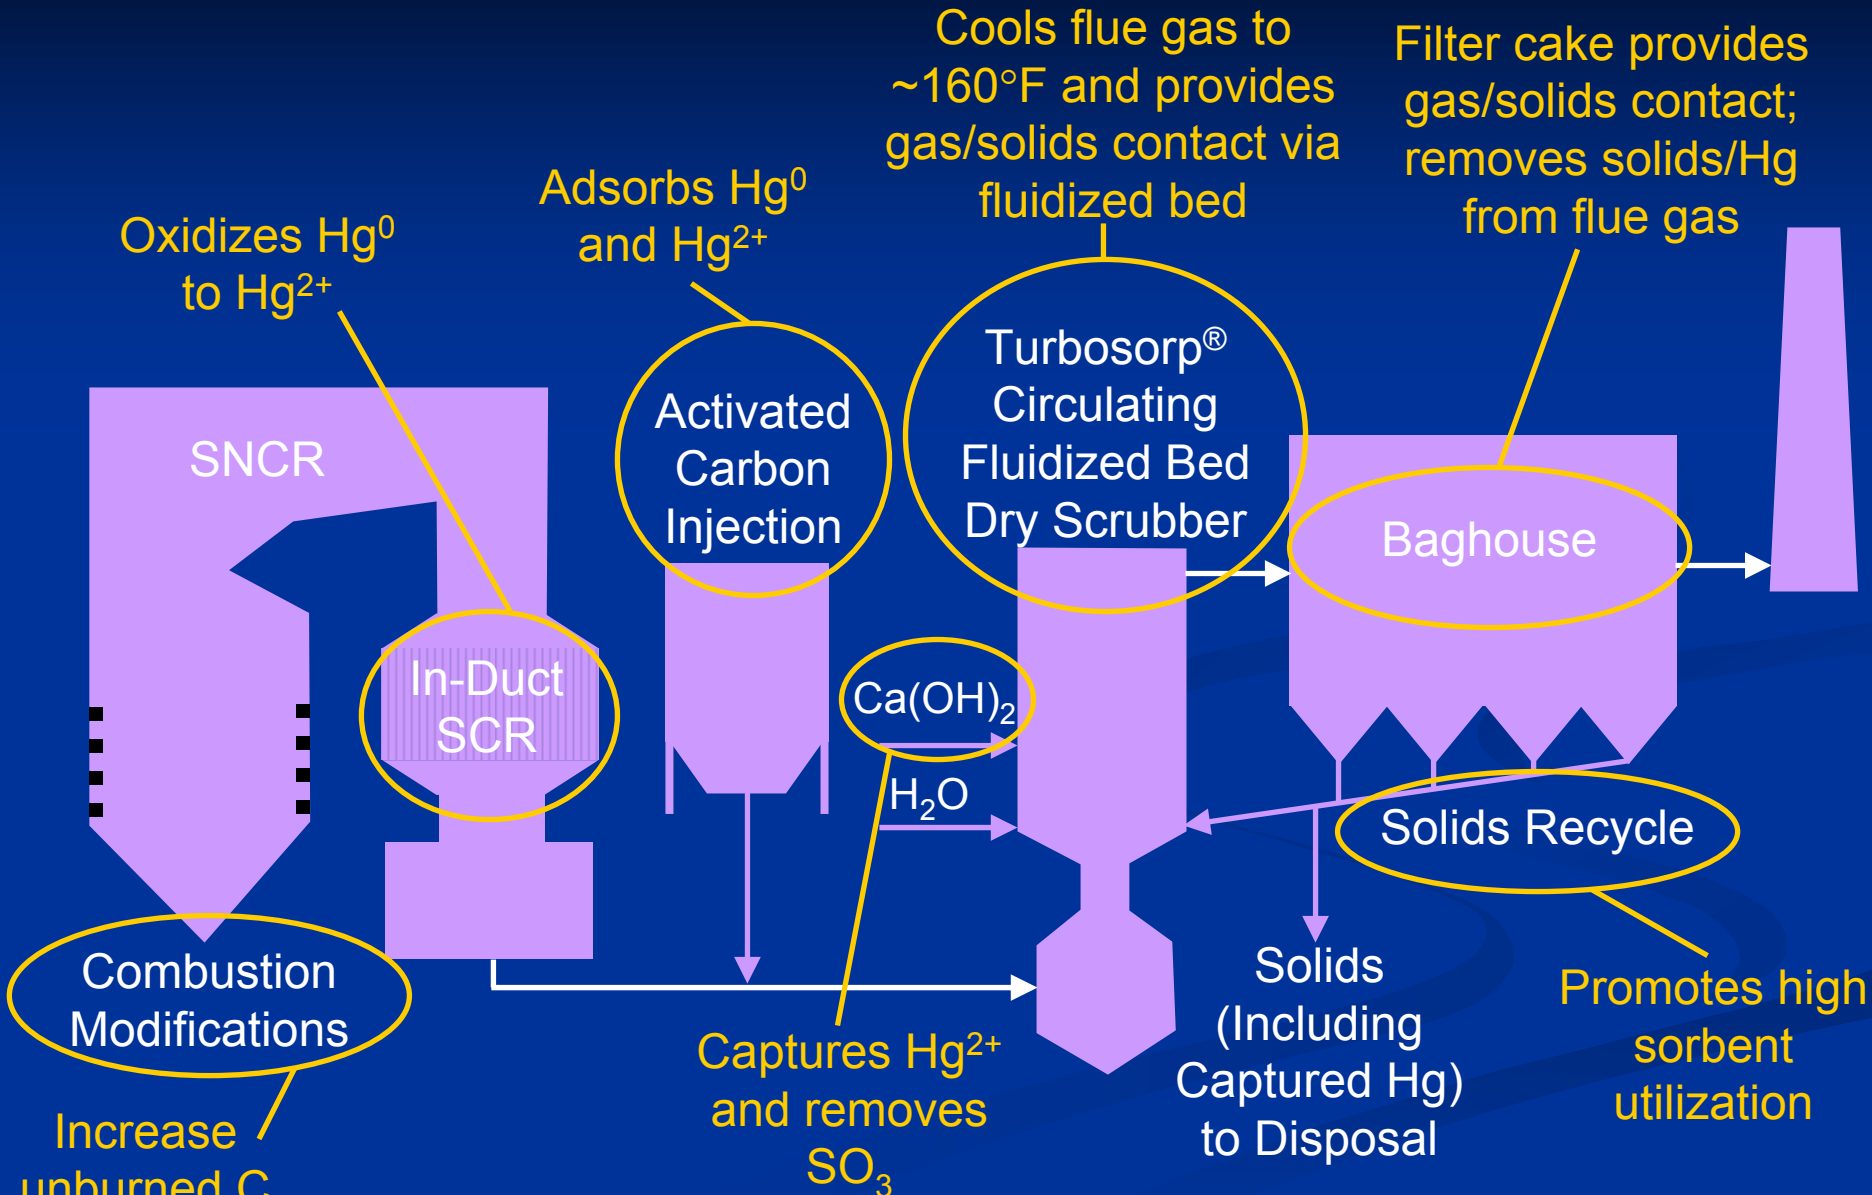 Cools flue gas to
~160°F and provides
gas/solids contact via
fluidized bed
Filter cake provides
gas/solids contact;
removes solids/Hg
from flue gas
Adsorbs Hg⁰
and Hg²⁺
Oxidizes Hg⁰
to Hg²⁺
SNCR
Activated
Carbon
Injection
Turbosorp®
Circulating
Fluidized Bed
Dry Scrubber
Baghouse
In-Duct
SCR
Ca(OH)₂
H₂O
Solids Recycle
Combustion
Modifications
Solids
(Including
Captured Hg)
to Disposal
Promotes high
sorbent
utilization
Captures Hg²⁺
and removes
SO₃
Increase
unburned C